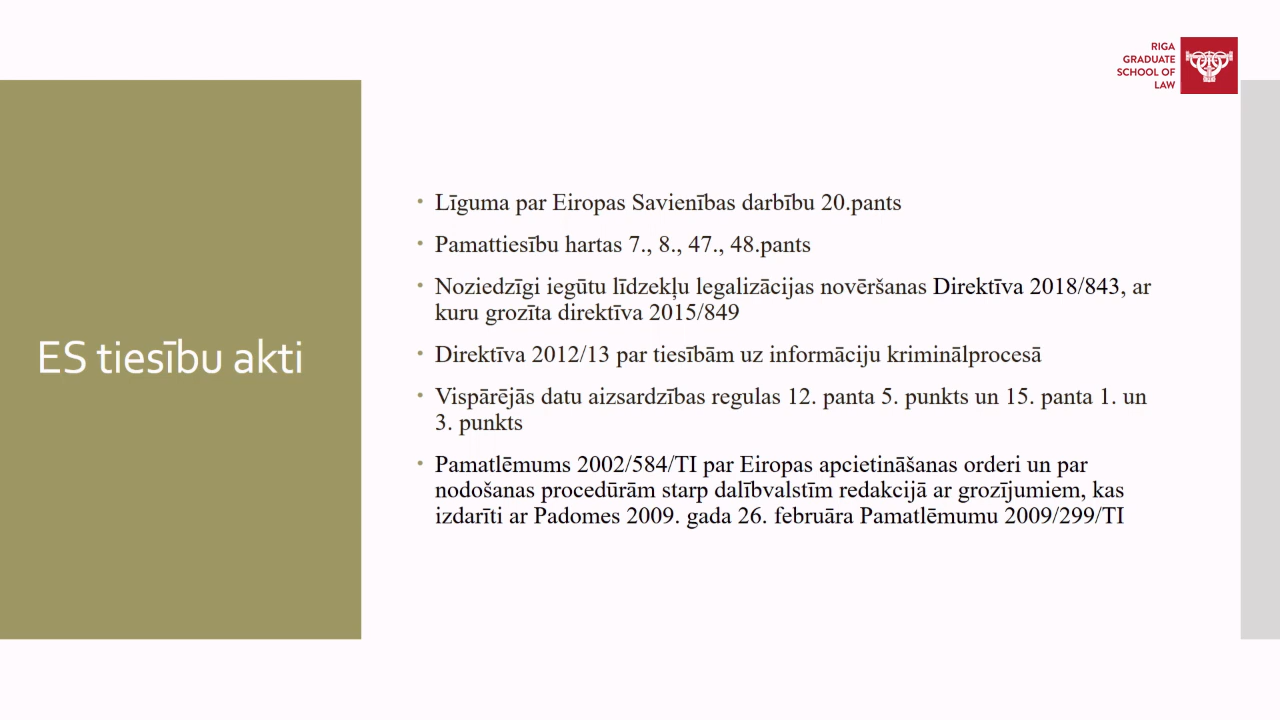 RIGA
GRADUATE
SCHOOL OF
LAW
ES tiesību akti
• Līguma par Eiropas Savienības darbību 20.pants
• Pamattiesību hartas 7., 8., 47., 48.pants
• Noziedzīgi iegūtu līdzekļu legalizācijas novēršanas Direktīva 2018/843, ar
kuru grozīta direktīva 2015/849
• Direktīva 2012/13 par tiesībām uz informāciju kriminālprocesā
• Vispārējās datu aizsardzības regulas 12. panta 5. punkts un 15. panta 1. un
3. punkts
• Pamatlēmums 2002/584/TI par Eiropas apcietināšanas orderi un par
nodošanas procedūrām starp dalībvalstīm redakcijā ar grozījumiem, kas
izdarīti ar Padomes 2009. gada 26. februāra Pamatlēmumu 2009/299/TI